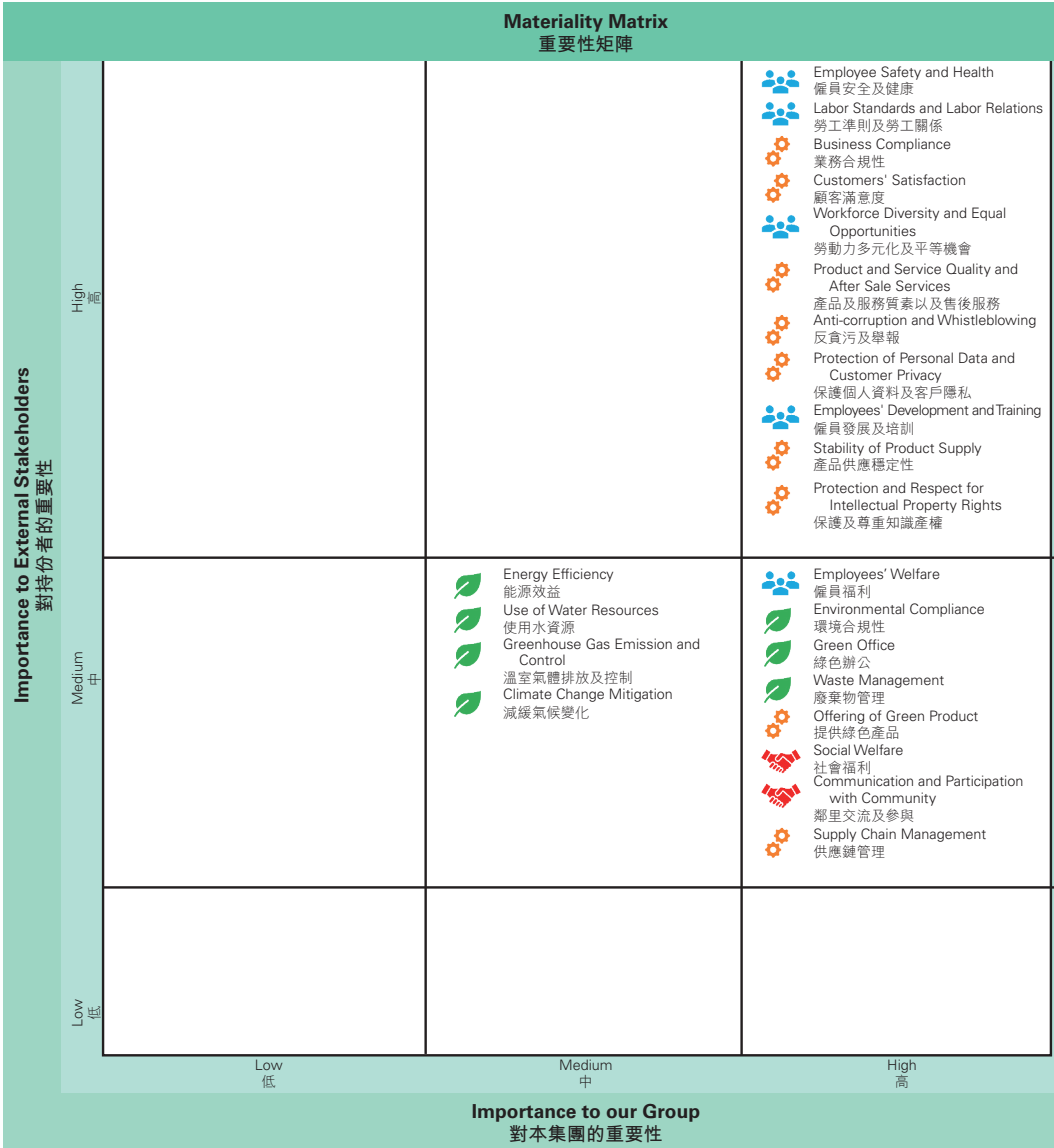 Materiality Matrix
重要性矩陣
Importance to External Stakeholders
對持份者的重要性
High
高
Employee Safety and Health
僱員安全及健康
Labor Standards and Labor Relations
勞工準則及勞工關係
Business Compliance
業務合規性
Customers' Satisfaction
顧客滿意度
Workforce Diversity and Equal
Opportunities
勞動力多元化及平等機會
Product and Service Quality and
After Sale Services
產品及服務質素以及售後服務
Anti-corruption and Whistleblowing
反貪污及舉報
Protection of Personal Data and
Customer Privacy
保護個人資料及客戶隱私
Employees' Development and Training
僱員發展及培訓
Stability of Product Supply
產品供應穩定性
Protection and Respect for
Intellectual Property Rights
保護及尊重知識產權
Medium
中
Energy Efficiency
能源效益
Use of Water Resources
使用水資源
Greenhouse Gas Emission and
Control
溫室氣體排放及控制
Climate Change Mitigation
減緩氣候變化
Employees' Welfare
僱員福利
Environmental Compliance
環境合規性
Green Office
綠色辦公
Waste Management
廢棄物管理
Offering of Green Product
提供綠色產品
Social Welfare
社會福利
Communication and Participation
with Community
鄰里交流及參與
Supply Chain Management
供應鏈管理
Low
低
Low
低
Medium
中
High
高
Importance to our Group
對本集團的重要性